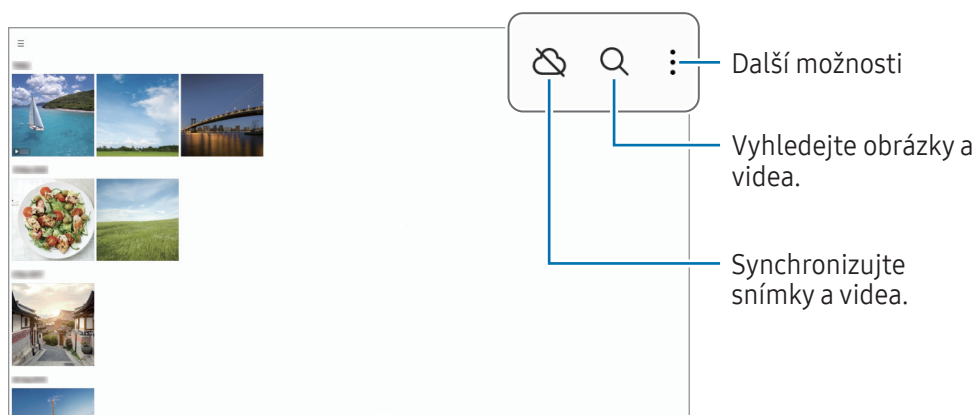 Další možnosti
Vyhledejte obrázky a
videa.
Synchronizujte
snímky a videa.